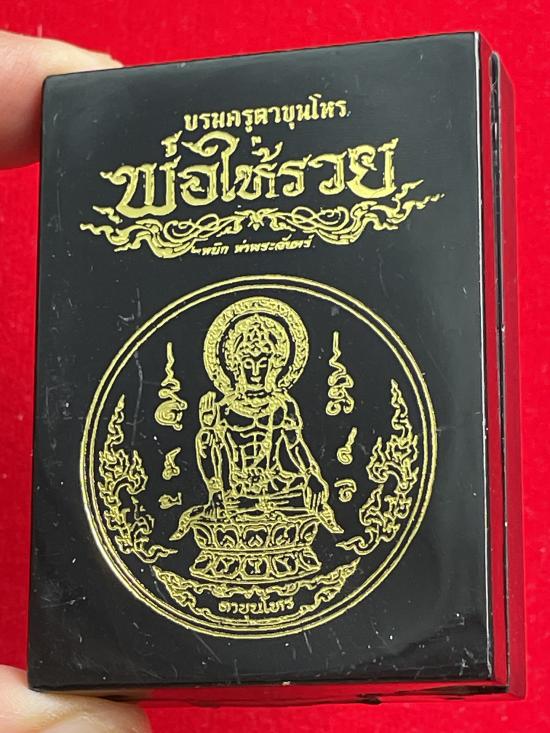 บรมครูตาขุนโหร
พ่อให้รวย
หนึก ท่าพระจันทร์
ตาขุนโหร